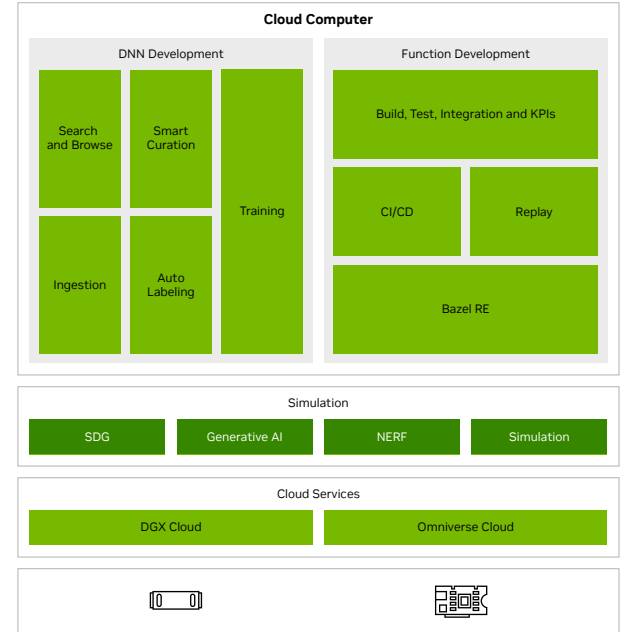 Cloud Computer
DNN Development
Search
and Browse
Smart
Curation
Training
Ingestion
Auto
Labeling
Function Development
Build, Test, Integration and KPIs
CI/CD
Replay
Bazel RE
Simulation
SDG
Generative AI
NERF
Simulation
Cloud Services
DGX Cloud
Omniverse Cloud